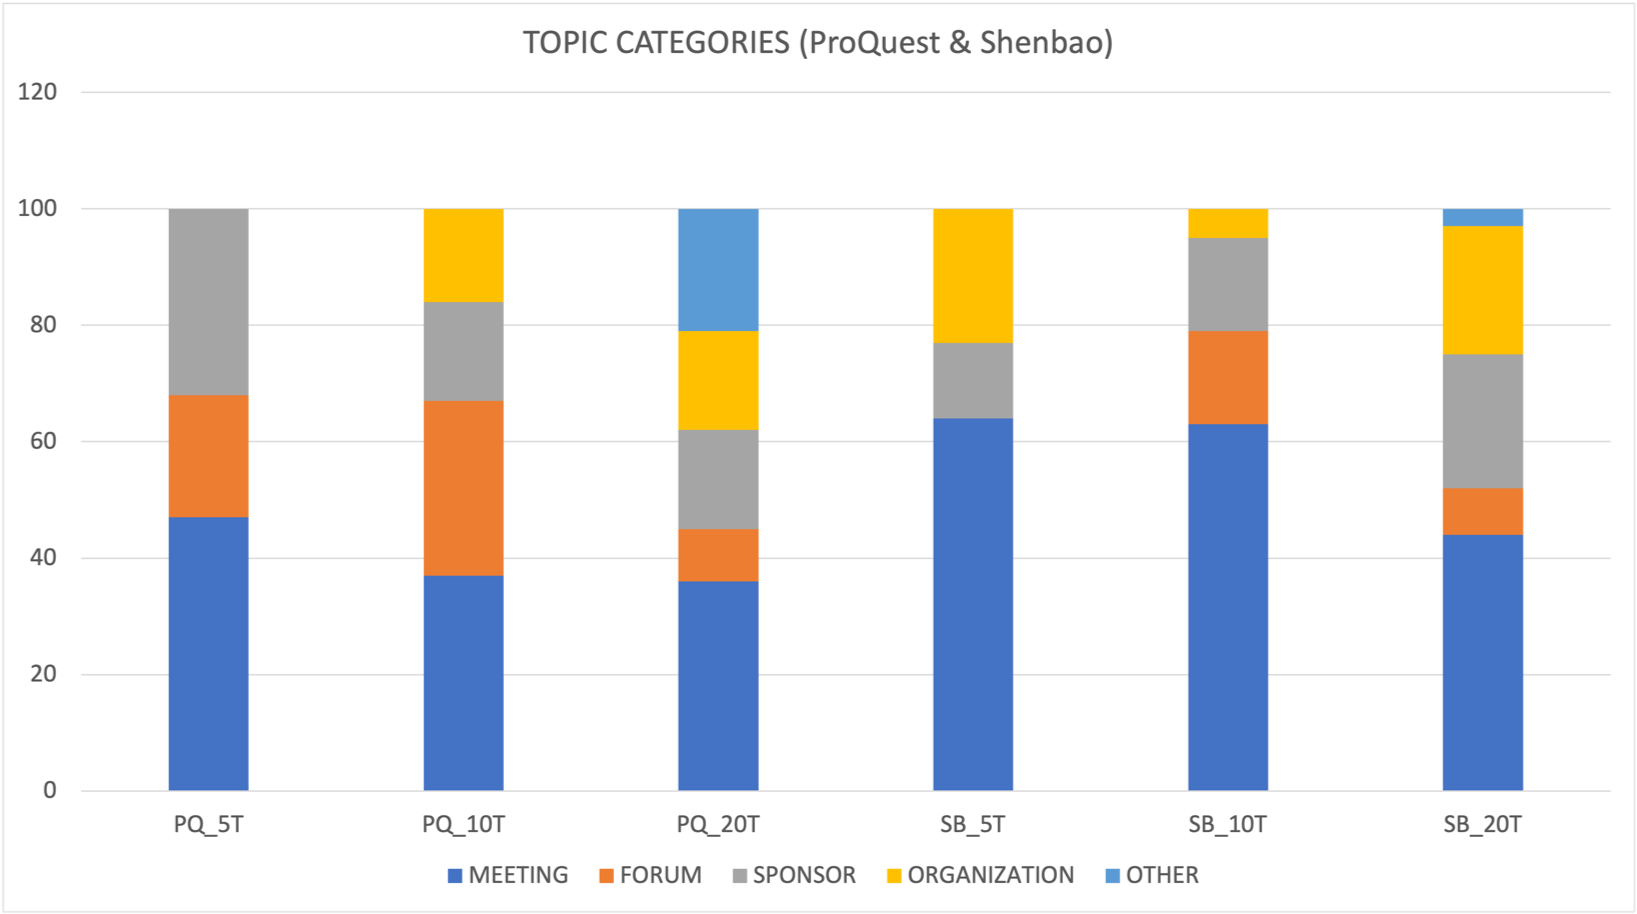 TOPIC CATEGORIES (ProQuest & Shenbao)
120
100
80
60
40
20
0
PQ_5T PQ_10T PQ_20T SB_5T SB_10T SB_20T
MEETING FORUM SPONSOR ORGANIZATION OTHER